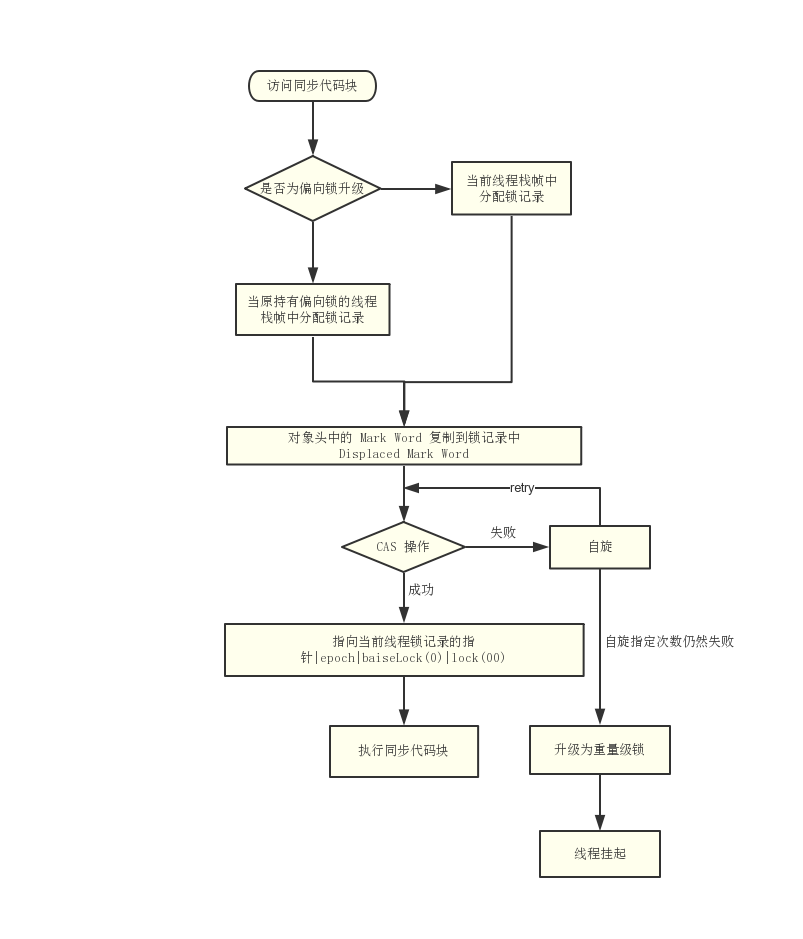 访问同步代码块
是否为偏向锁升级
当前线程栈帧中
分配锁记录
当原持有偏向锁的线程
栈帧中分配锁记录
对象头中的 Mark Word 复制到锁记录中
Displaced Mark Word
retry
CAS 操作
失败
自旋
成功
指向当前线程锁记录的指
针|epoch|baiseLock(0)|lock(00)
自旋指定次数仍然失败
执行同步代码块
升级为重量级锁
线程挂起